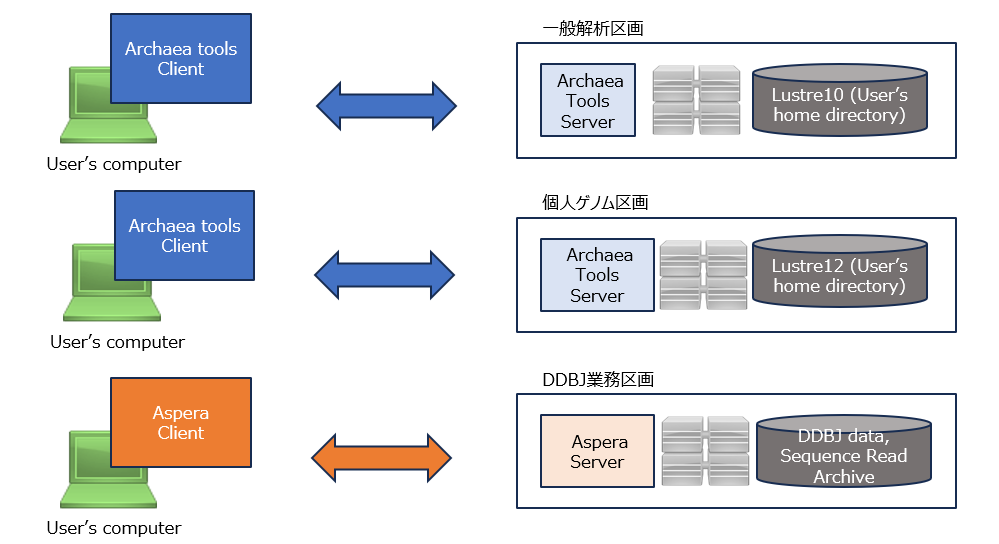 Archaea tools
Client
User’s computer
一般解析区画
Archaea
Tools
Server
Lustre10 (User’s
home directory)
Archaea tools
Client
User’s computer
個人ゲノム区画
Archaea
Tools
Server
Lustre12 (User’s
home directory)
Aspera
Client
User’s computer
DDBJ業務区画
Aspera
Server
DDBJ data,
Sequence Read
Archive